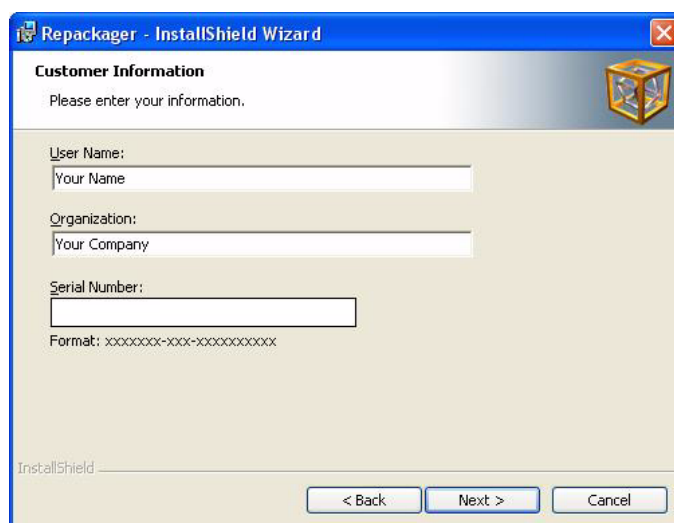 Repackager - InstallShield Wizard
Customer Information
Please enter your information.
User Name:
Your Name
Organization:
Your Company
Serial Number:
Format: xxxxxxx-xxx-xxxxxxxxxx
InstallShield
< Back Next > Cancel